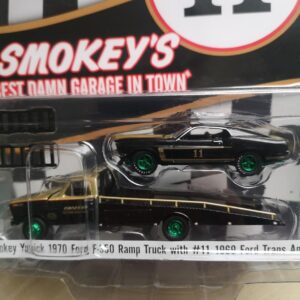 11
SMOKEY'S
BEST DAMN GARAGE IN TOWN
11
Smokey Yunick 1970 Ford F-350 Ramp Truck with #11 1969 Ford Trans Am